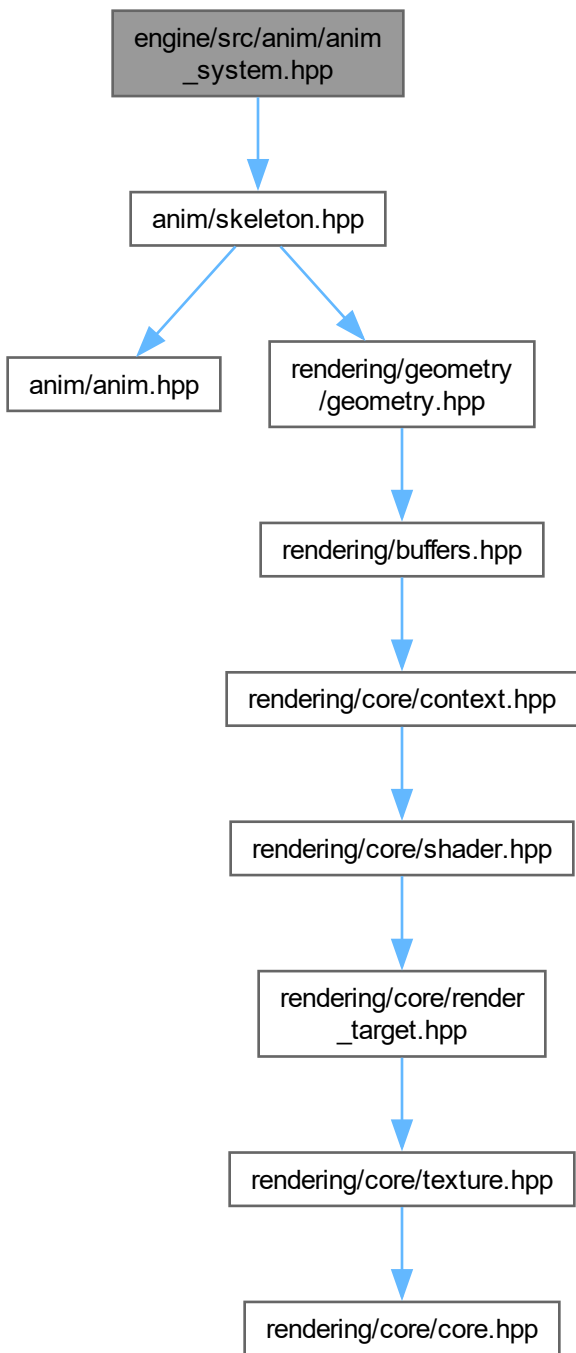 engine/src/anim/anim
_system.hpp
anim/skeleton.hpp
anim/anim.hpp
rendering/geometry
/geometry.hpp
rendering/buffers.hpp
rendering/core/context.hpp
rendering/core/shader.hpp
rendering/core/render
_target.hpp
rendering/core/texture.hpp
rendering/core/core.hpp